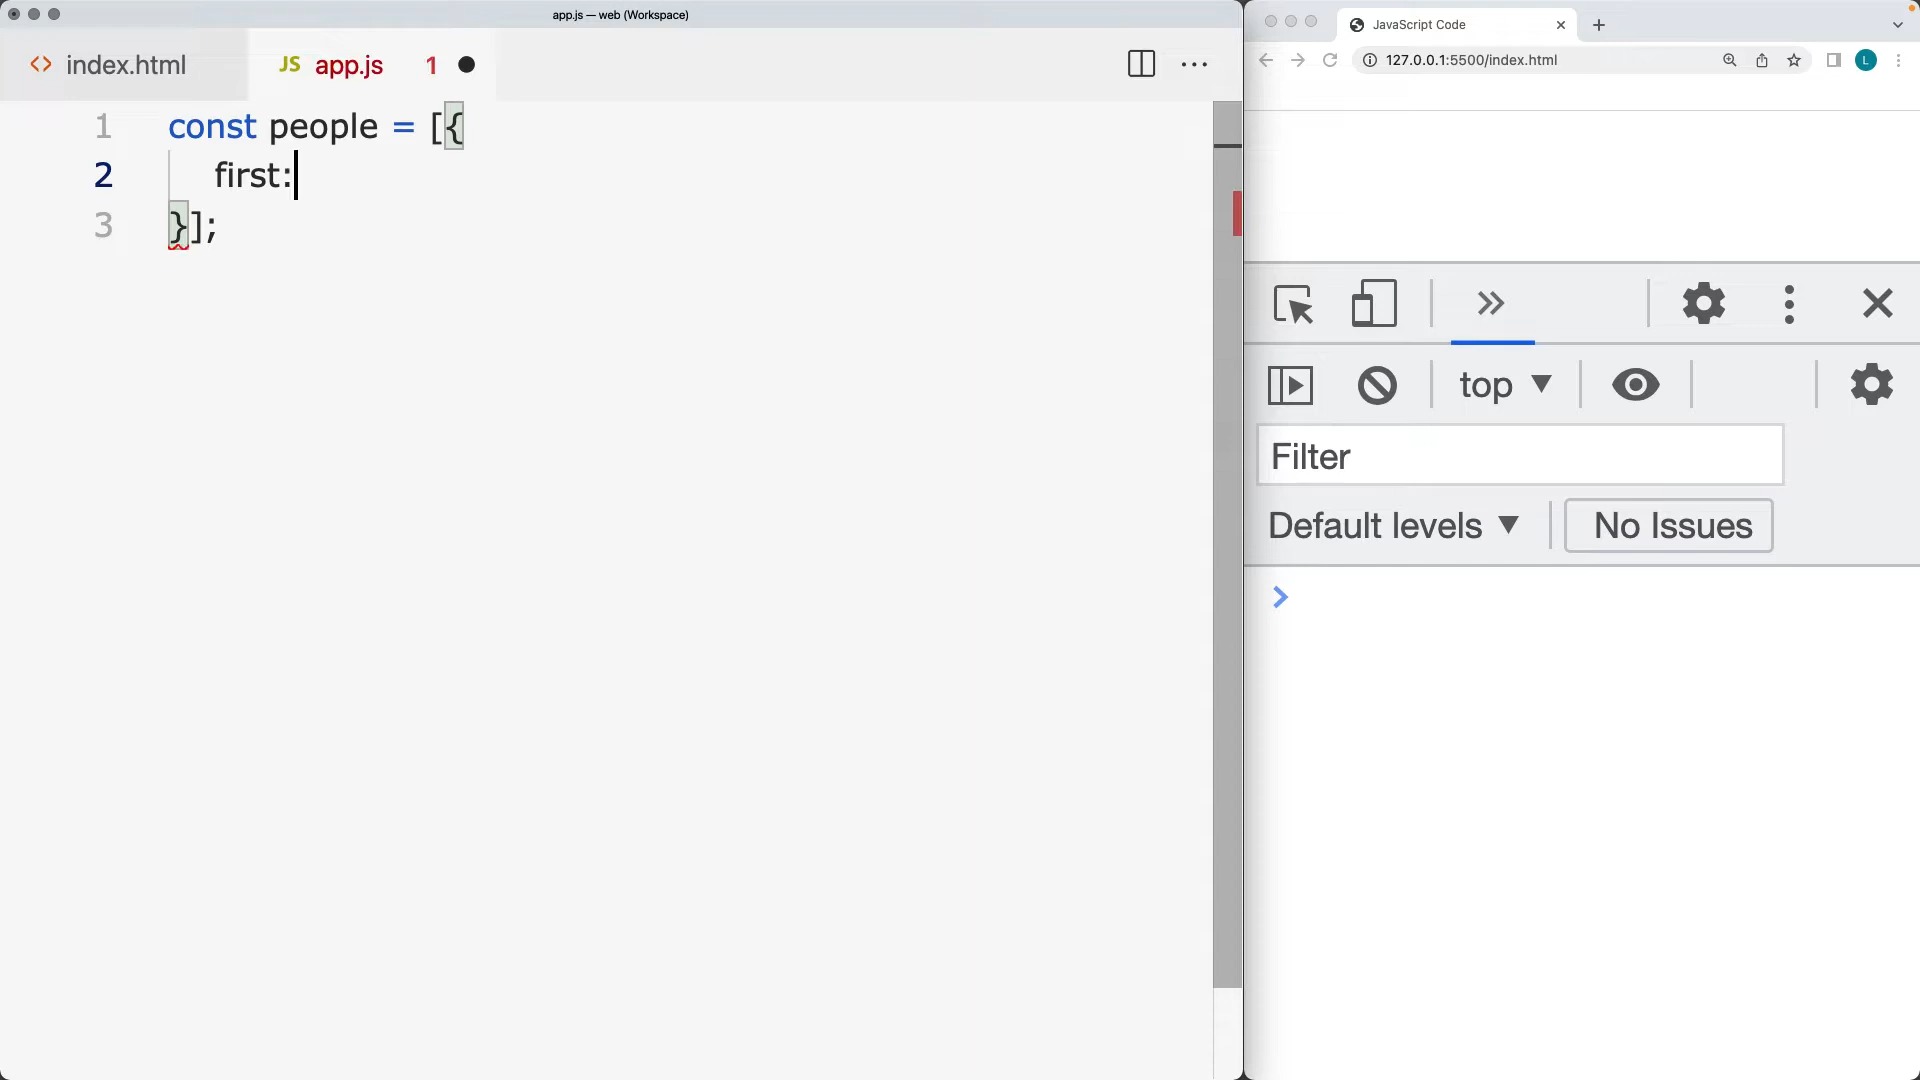 app.js — web (Workspace)
index.html
JS app.js 1
1 const people = [{
2 first:
3 }];
JavaScript Code
127.0.0.1:5500/index.html
L
top
Filter
Default levels
No Issues